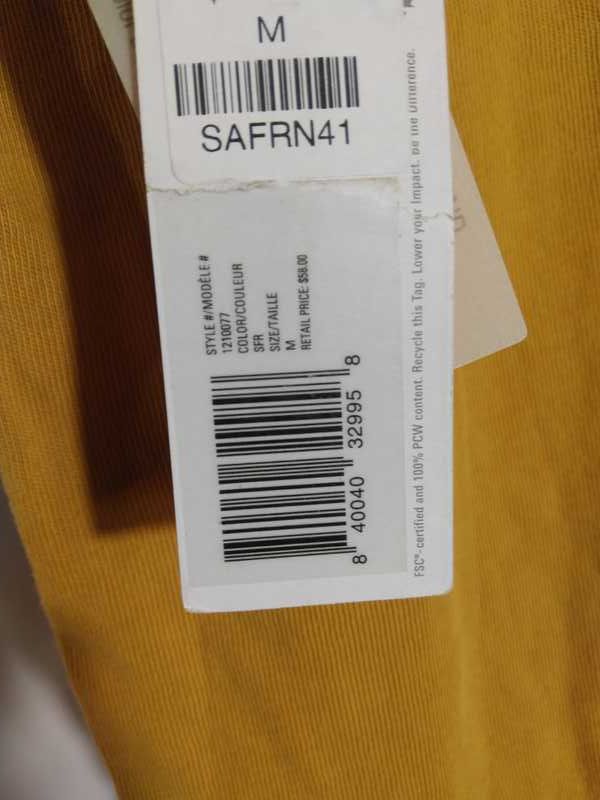 M
SAFRN41
STYLE #/MODÈLE #
1210077
COLOR/COULEUR
SFR
SIZE/TAILLE
M
RETAIL PRICE: $58.00
8 40040 32995 8
FSC®-certified and 100% PCW content. Recycle this Tag. Lower your Impact. Be the Difference.